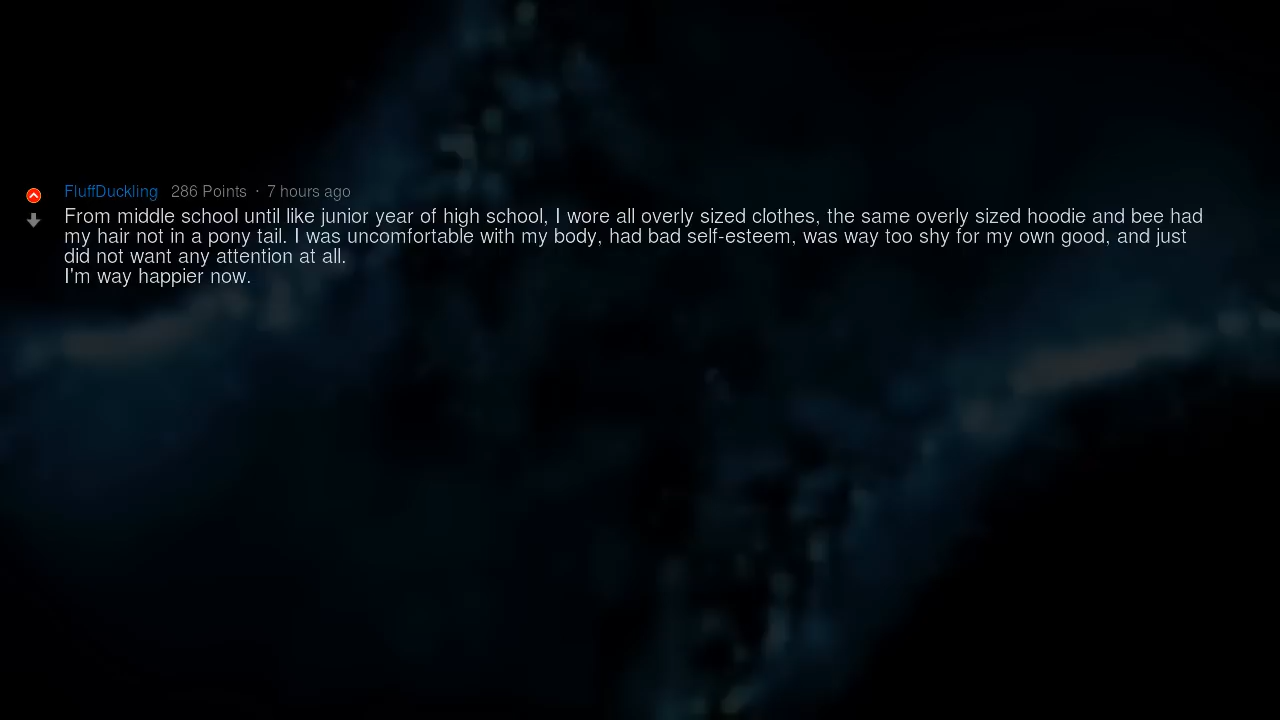 FluffDuckling 286 Points · 7 hours ago
From middle school until like junior year of high school, I wore all overly sized clothes, the same overly sized hoodie and bee had
my hair not in a pony tail. I was uncomfortable with my body, had bad self-esteem, was way too shy for my own good, and just
did not want any attention at all.
I'm way happier now.